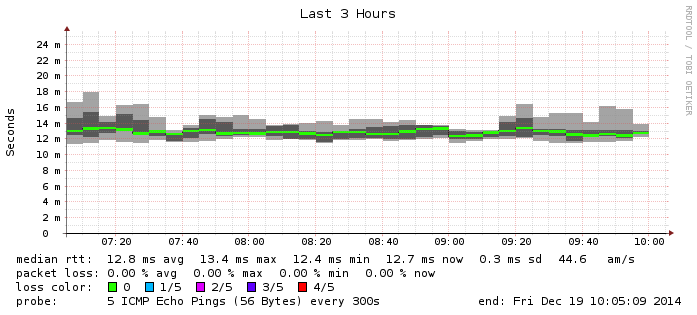 Last 3 Hours
RRDTOOL / TOBI OETIKER
Seconds
24 m
22 m
20 m
18 m
16 m
14 m
12 m
10 m
8 m
6 m
4 m
2 m
0
07:20 07:40 08:00 08:20 08:40 09:00 09:20 09:40 10:00
median rtt: 12.8 ms avg 13.4 ms max 12.4 ms min 12.7 ms now 0.3 ms sd 44.6 am/s
packet loss: 0.00 % avg 0.00 % max 0.00 % min 0.00 % now
loss color: 0 1/5 2/5 3/5 4/5
probe: 5 ICMP Echo Pings (56 Bytes) every 300s end: Fri Dec 19 10:05:09 2014